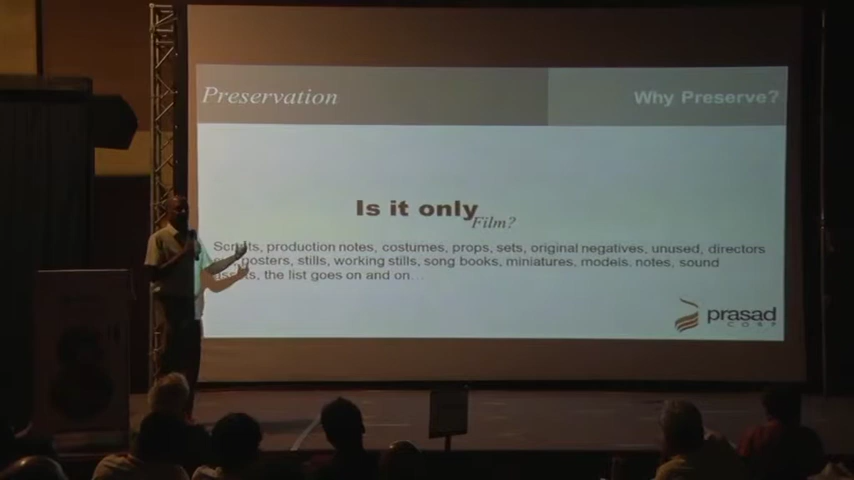 Preservation
Why Preserve?
Is it only
Film?
Scripts, production notes, costumes, props, sets, original negatives, unused, directors
posters, stills, working stills, song books, miniatures, models. notes, sound
the list goes on and on...
prasad
CORP